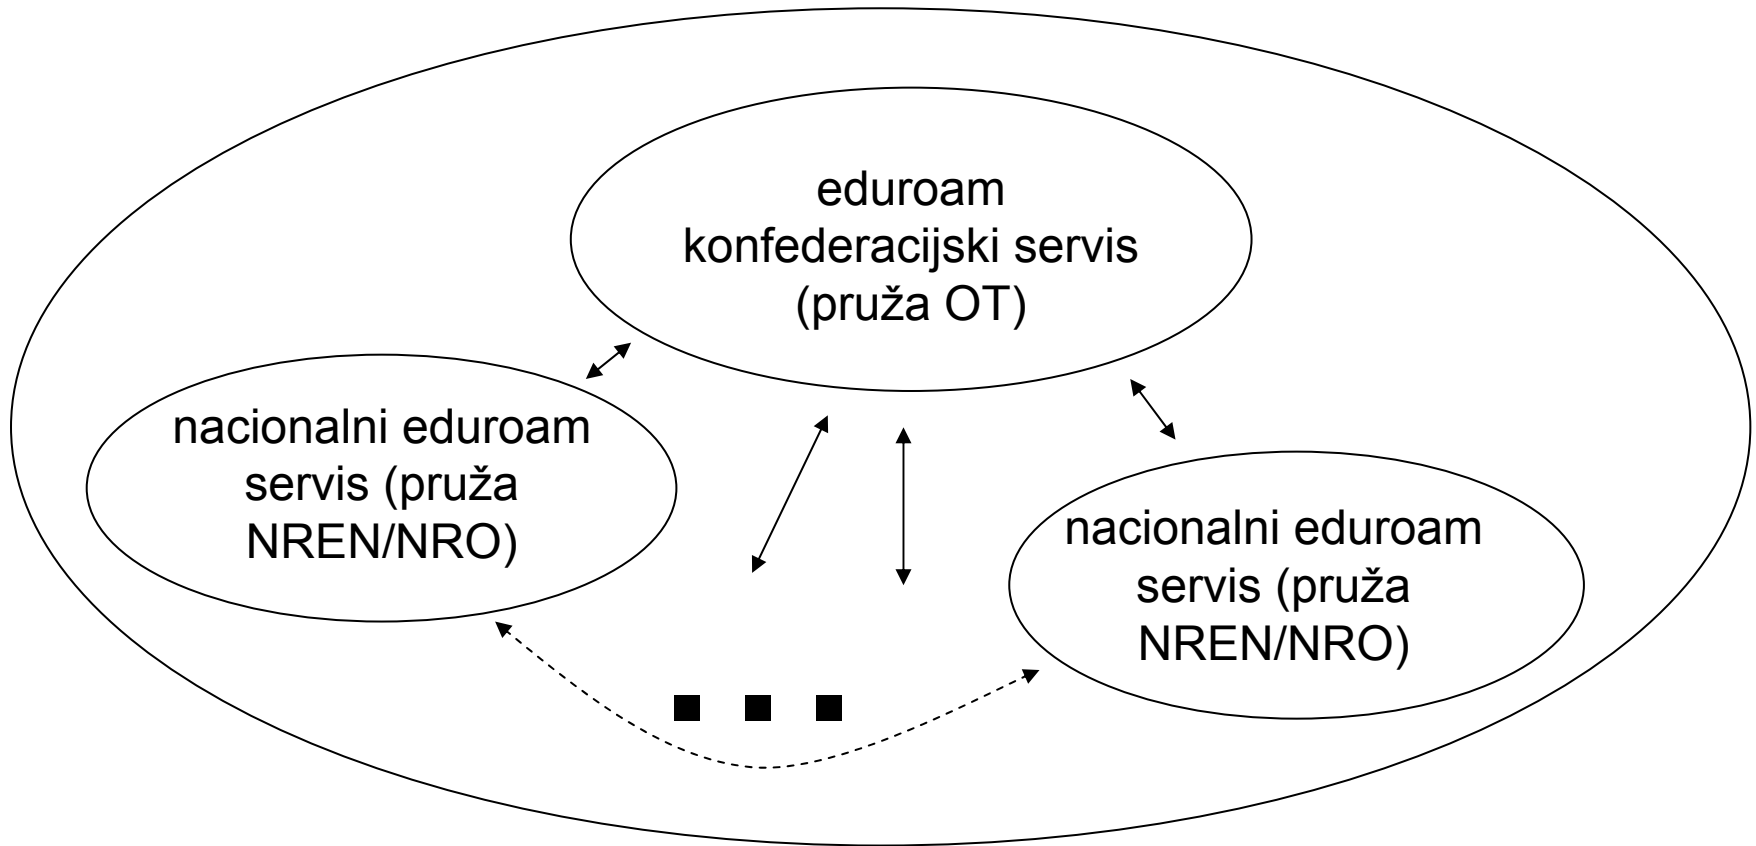 eduroam
konfederacijski servis
(pruža OT)
nacionalni eduroam
servis (pruža
NREN/NRO)
nacionalni eduroam
servis (pruža
NREN/NRO)